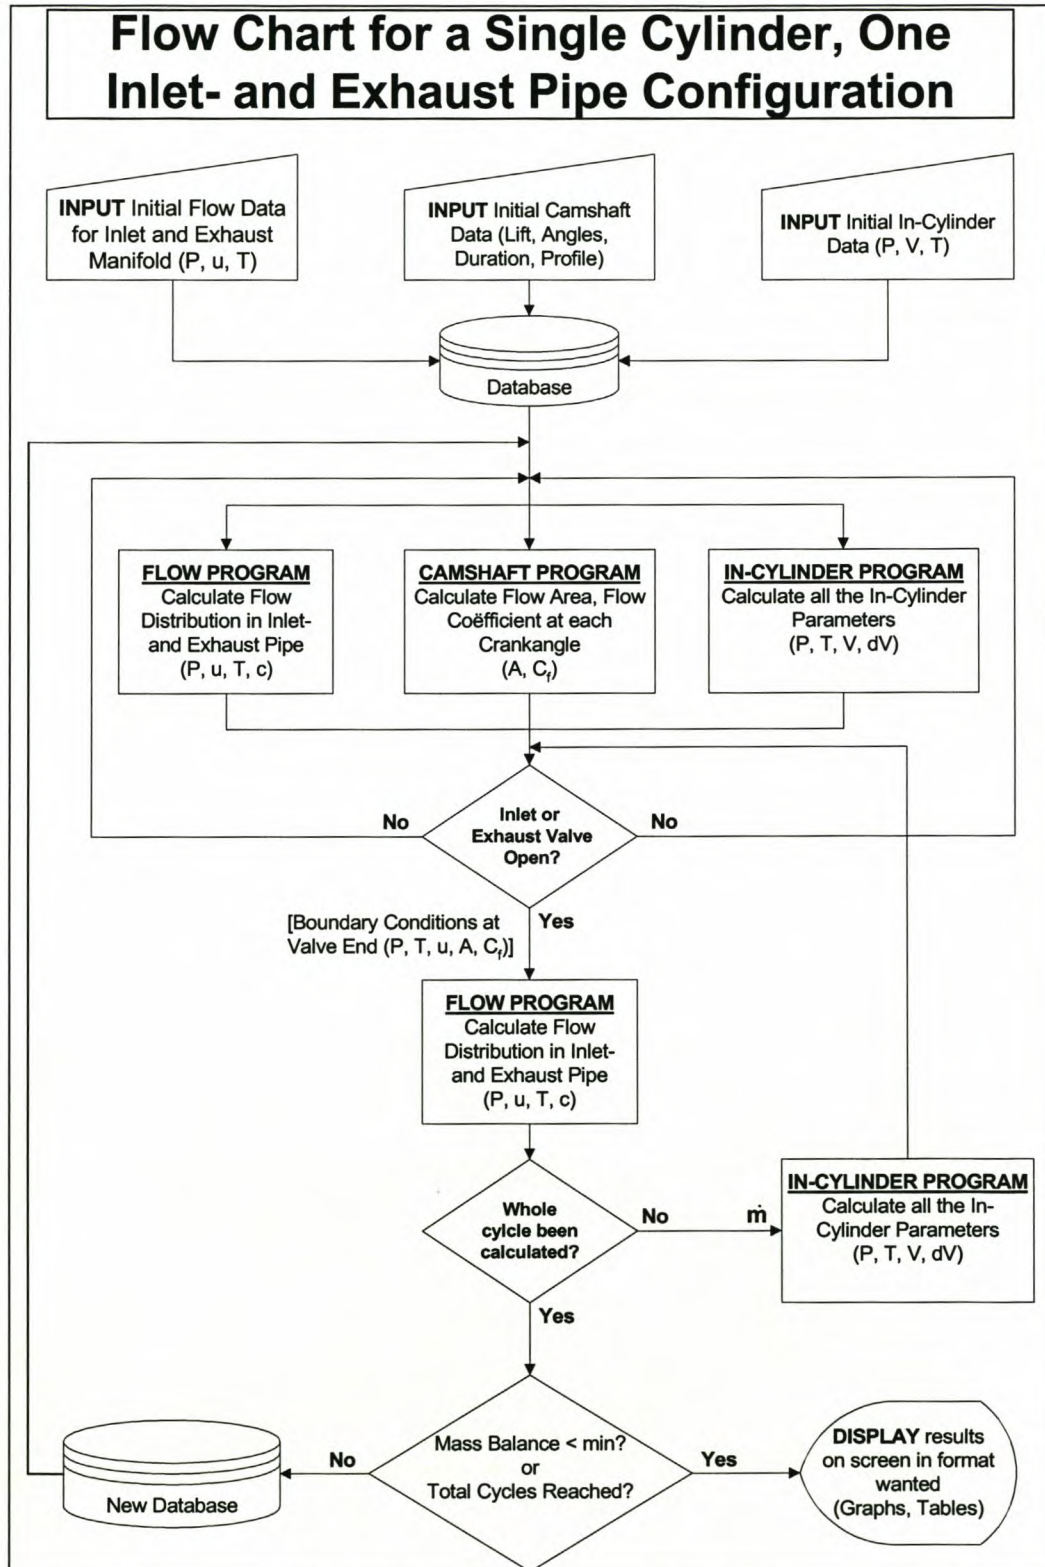 Flow Chart for a Single Cylinder, One
Inlet- and Exhaust Pipe Configuration
INPUT Initial Flow Data
for Inlet and Exhaust
Manifold (P, u, T)
INPUT Initial Camshaft
Data (Lift, Angles,
Duration, Profile)
INPUT Initial In-Cylinder
Data (P, V, T)
Database
FLOW PROGRAM
Calculate Flow
Distribution in Inlet-
and Exhaust Pipe
(P, u, T, c)
CAMSHAFT PROGRAM
Calculate Flow Area, Flow
Coëfficient at each
Crankangle
(A, Cf)
IN-CYLINDER PROGRAM
Calculate all the In-Cylinder
Parameters
(P, T, V, dV)
No
Inlet or
Exhaust Valve
Open?
No
[Boundary Conditions at
Valve End (P, T, u, A, Cf)]
Yes
FLOW PROGRAM
Calculate Flow
Distribution in Inlet-
and Exhaust Pipe
(P, u, T, c)
Whole
cylcle been
calculated?
No
ṁ
IN-CYLINDER PROGRAM
Calculate all the In-
Cylinder Parameters
(P, T, V, dV)
Yes
New Database
No
Mass Balance < min?
or
Total Cycles Reached?
Yes
DISPLAY results
on screen in format
wanted
(Graphs, Tables)